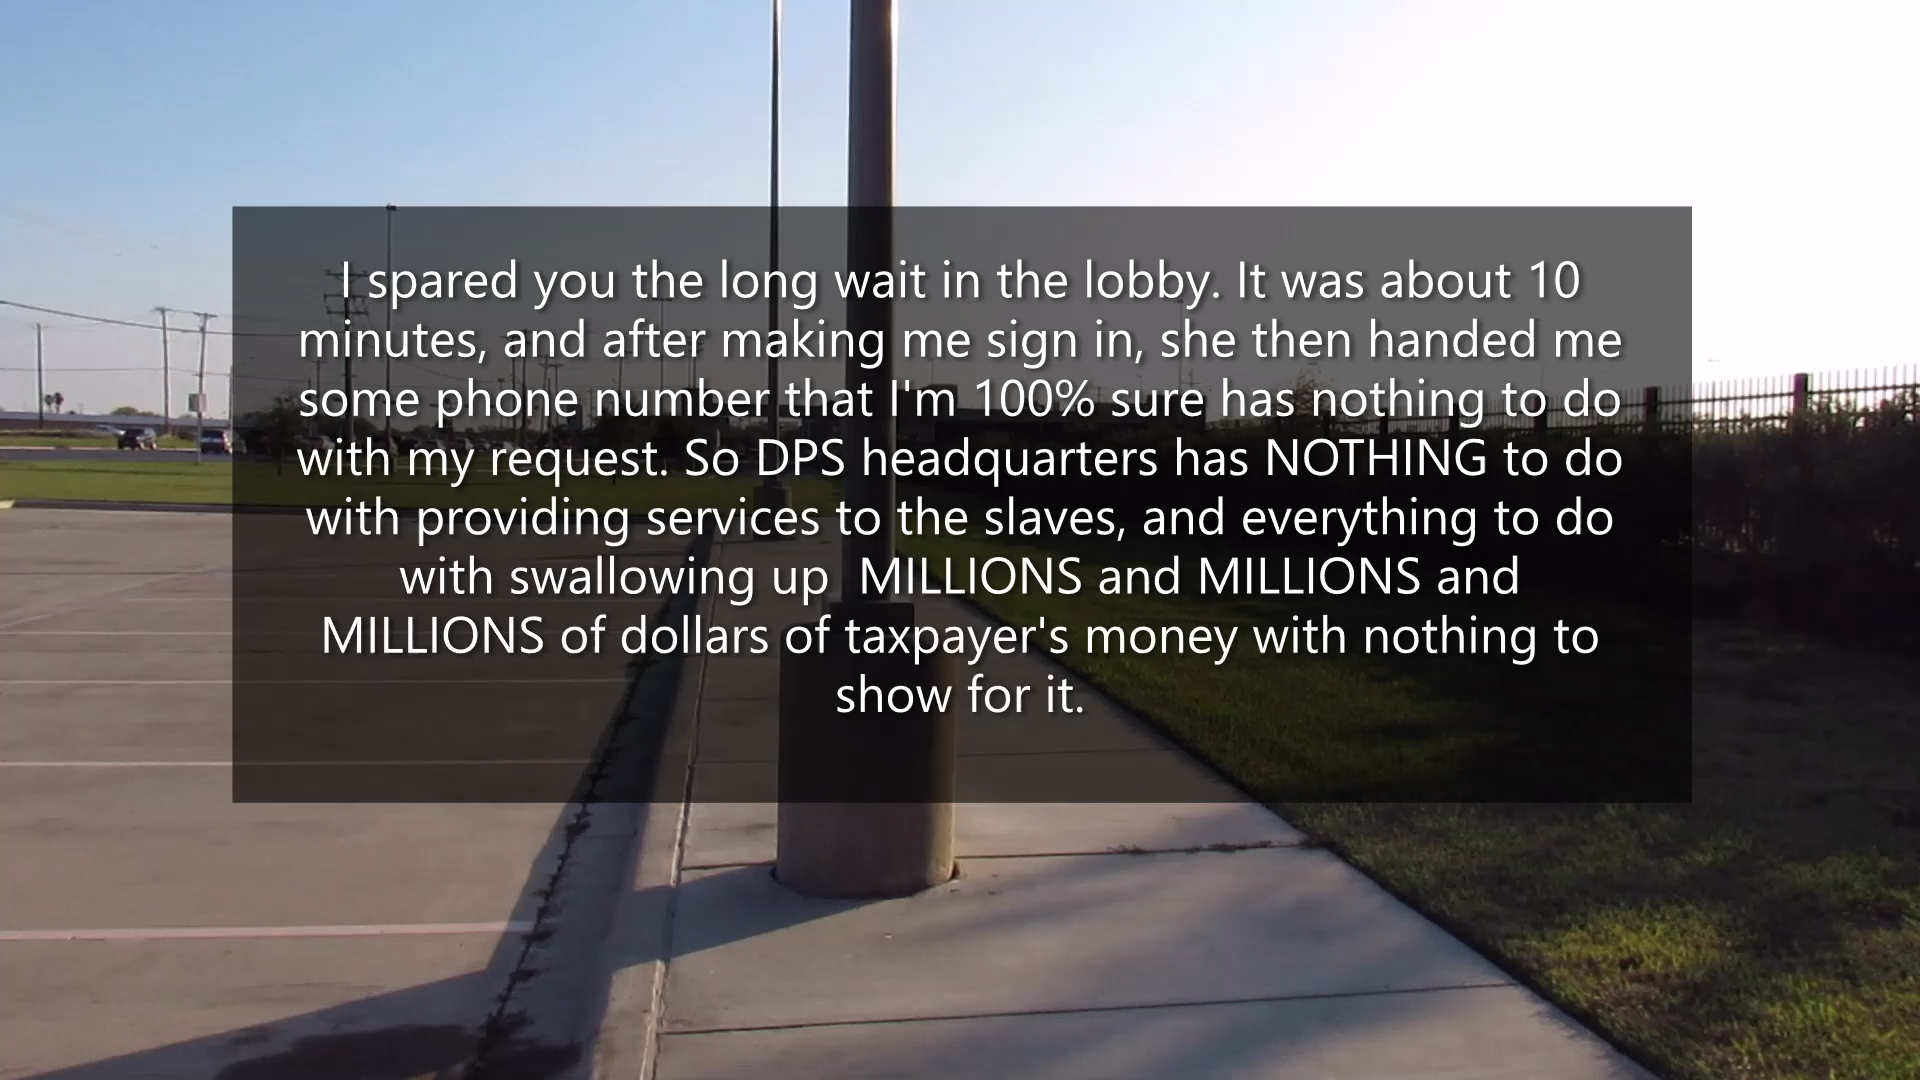 I spared you the long wait in the lobby. It was about 10
minutes, and after making me sign in, she then handed me
some phone number that I'm 100% sure has nothing to do
with my request. So DPS headquarters has NOTHING to do
with providing services to the slaves, and everything to do
with swallowing up  MILLIONS and MILLIONS and
MILLIONS of dollars of taxpayer's money with nothing to
show for it.